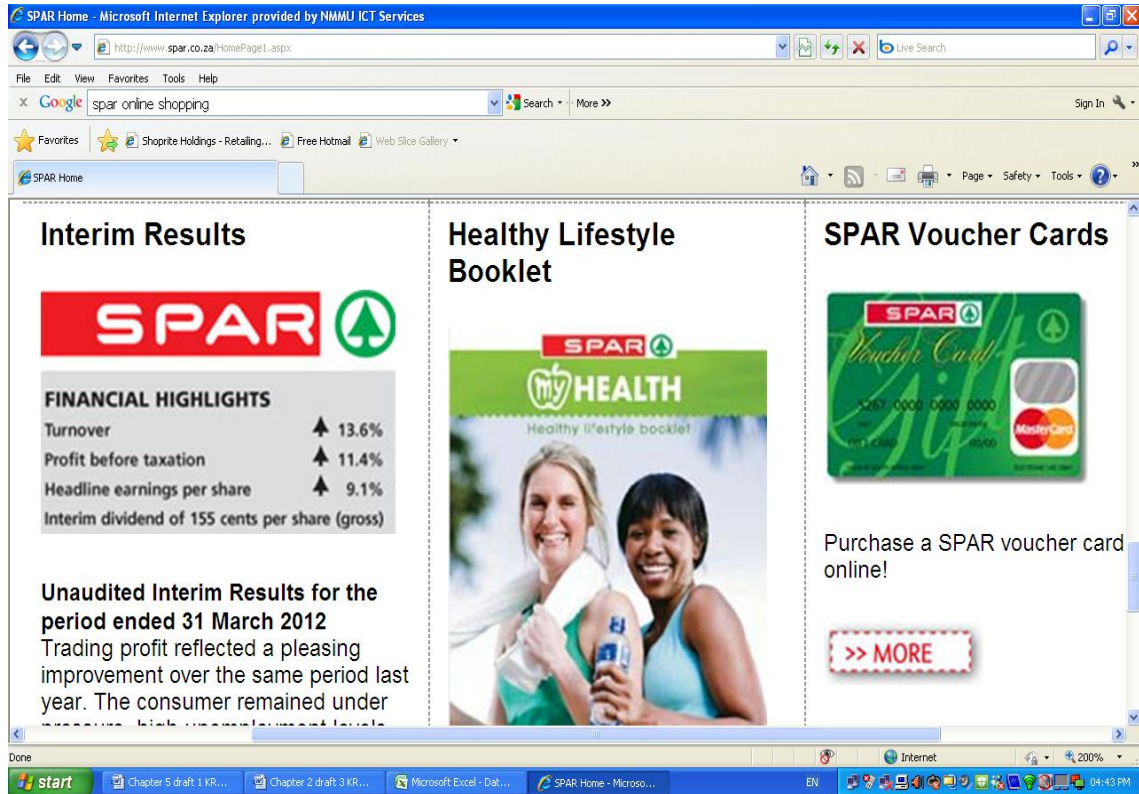 SPAR Home - Microsoft Internet Explorer provided by NMMU ICT Services
http://www.spar.co.za/HomePage1.aspx
Live Search
File Edit View Favorites Tools Help
x Google spar online shopping Search More >> Sign In
Favorites Shoprite Holdings - Retailing... Free Hotmail Web Slice Gallery
SPAR Home
Page Safety Tools
Interim Results
SPAR
FINANCIAL HIGHLIGHTS
Turnover 13.6%
Profit before taxation 11.4%
Headline earnings per share 9.1%
Interim dividend of 155 cents per share (gross)
Unaudited Interim Results for the
period ended 31 March 2012
Trading profit reflected a pleasing
improvement over the same period last
year. The consumer remained under
Healthy Lifestyle
Booklet
SPAR
my HEALTH
Healthy lifestyle booklet
SPAR Voucher Cards
SPAR
Voucher Card
Gift
5267 0000 0000 0000
00/00
GIFT CARD
MasterCard
Purchase a SPAR voucher card
online!
>> MORE
Done Internet 200%
start Chapter 5 draft 1 KR... Chapter 2 draft 3 KR... Microsoft Excel - Dat... SPAR Home - Microso... EN 04:43 PM